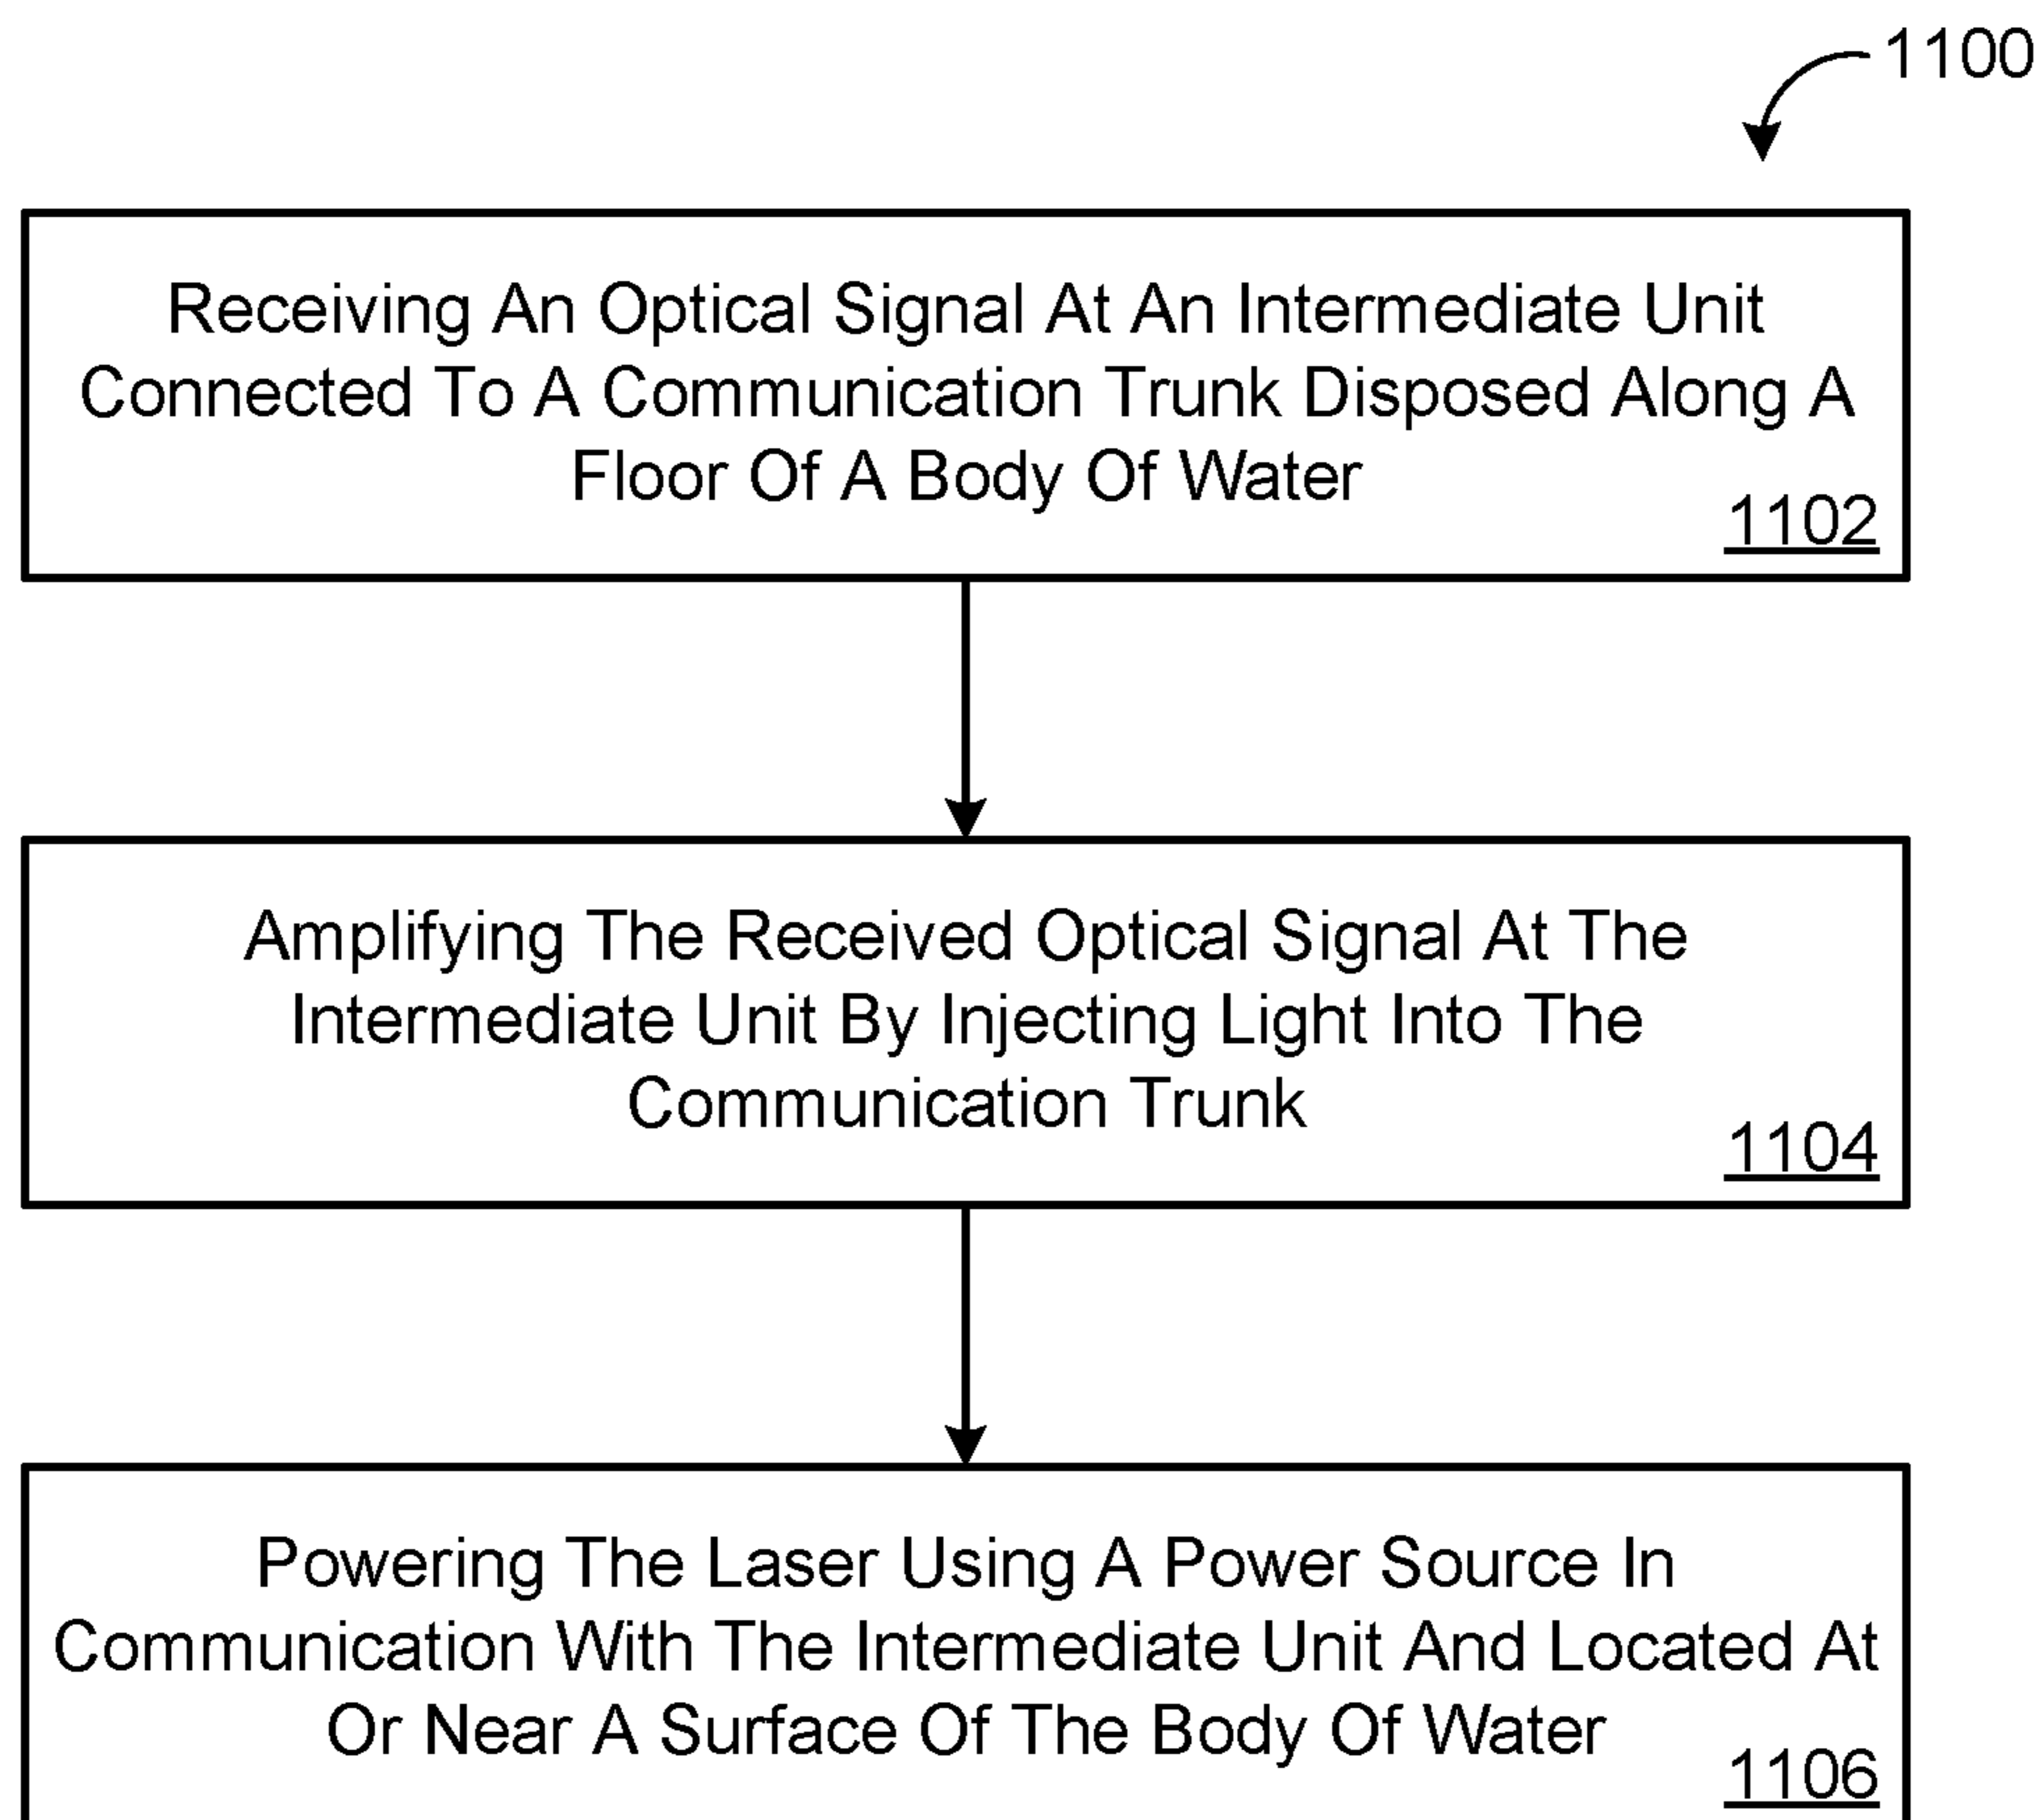 1100
Receiving An Optical Signal At An Intermediate Unit
Connected To A Communication Trunk Disposed Along A
Floor Of A Body Of Water
1102
Amplifying The Received Optical Signal At The
Intermediate Unit By Injecting Light Into The
Communication Trunk
1104
Powering The Laser Using A Power Source In
Communication With The Intermediate Unit And Located At
Or Near A Surface Of The Body Of Water
1106